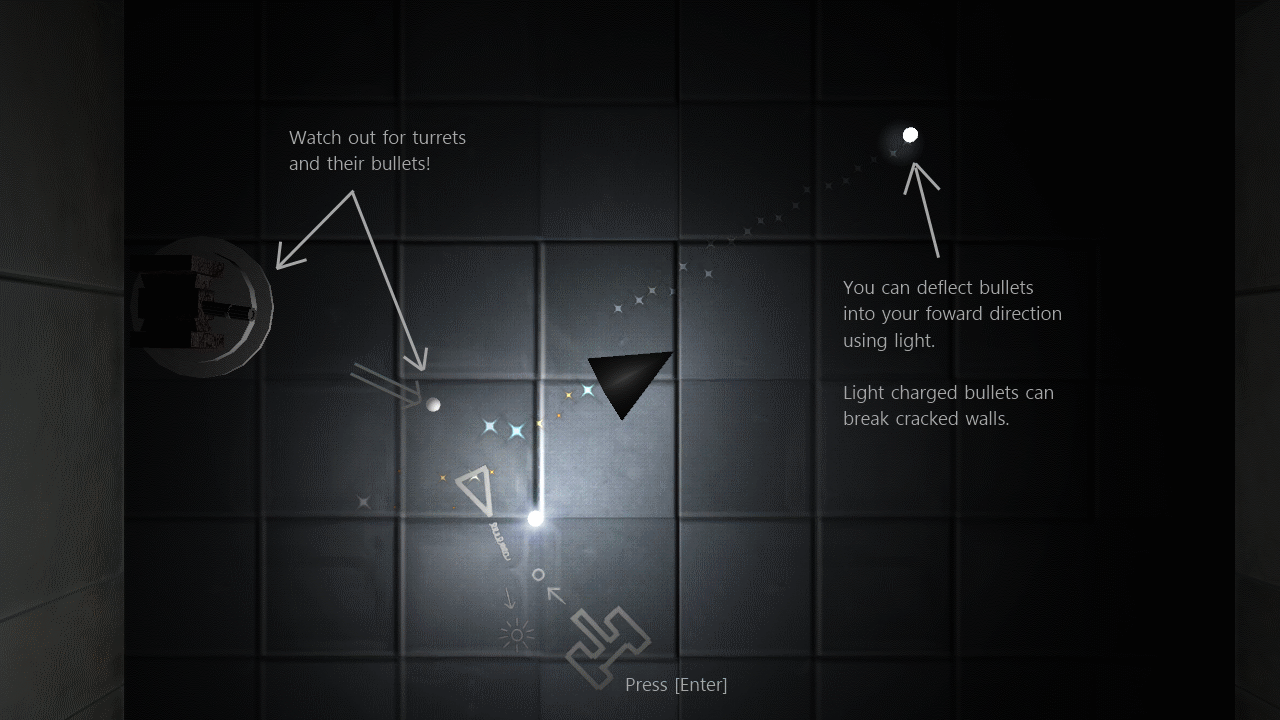 Watch out for turrets
and their bullets!
You can deflect bullets
into your foward direction
using light.
Light charged bullets can
break cracked walls.
Press [Enter]